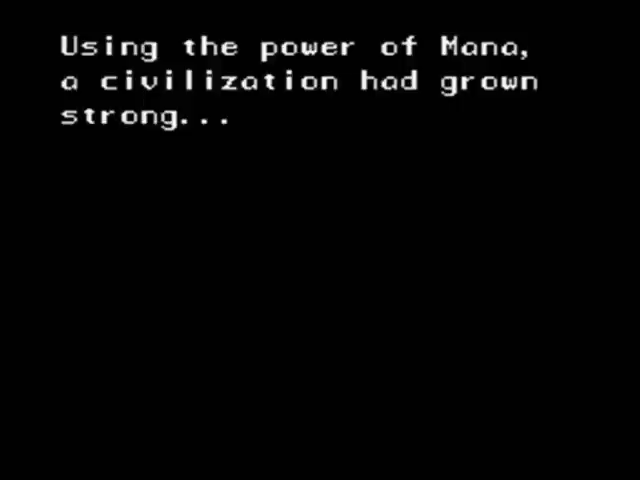 Using the power of Mana,
a civilization had grown
strong...